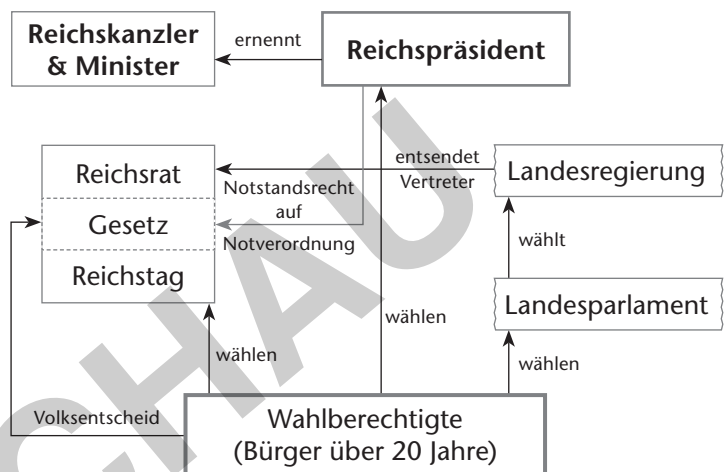 Reichskanzler
& Minister
ernennt
Reichspräsident
Reichsrat
Gesetz
Reichstag
Notstandsrecht
auf
Notverordnung
entsendet
Vertreter
Landesregierung
wählt
Landesparlament
wählen
wählen
wählen
Volksentscheid
Wahlberechtigte
(Bürger über 20 Jahre)